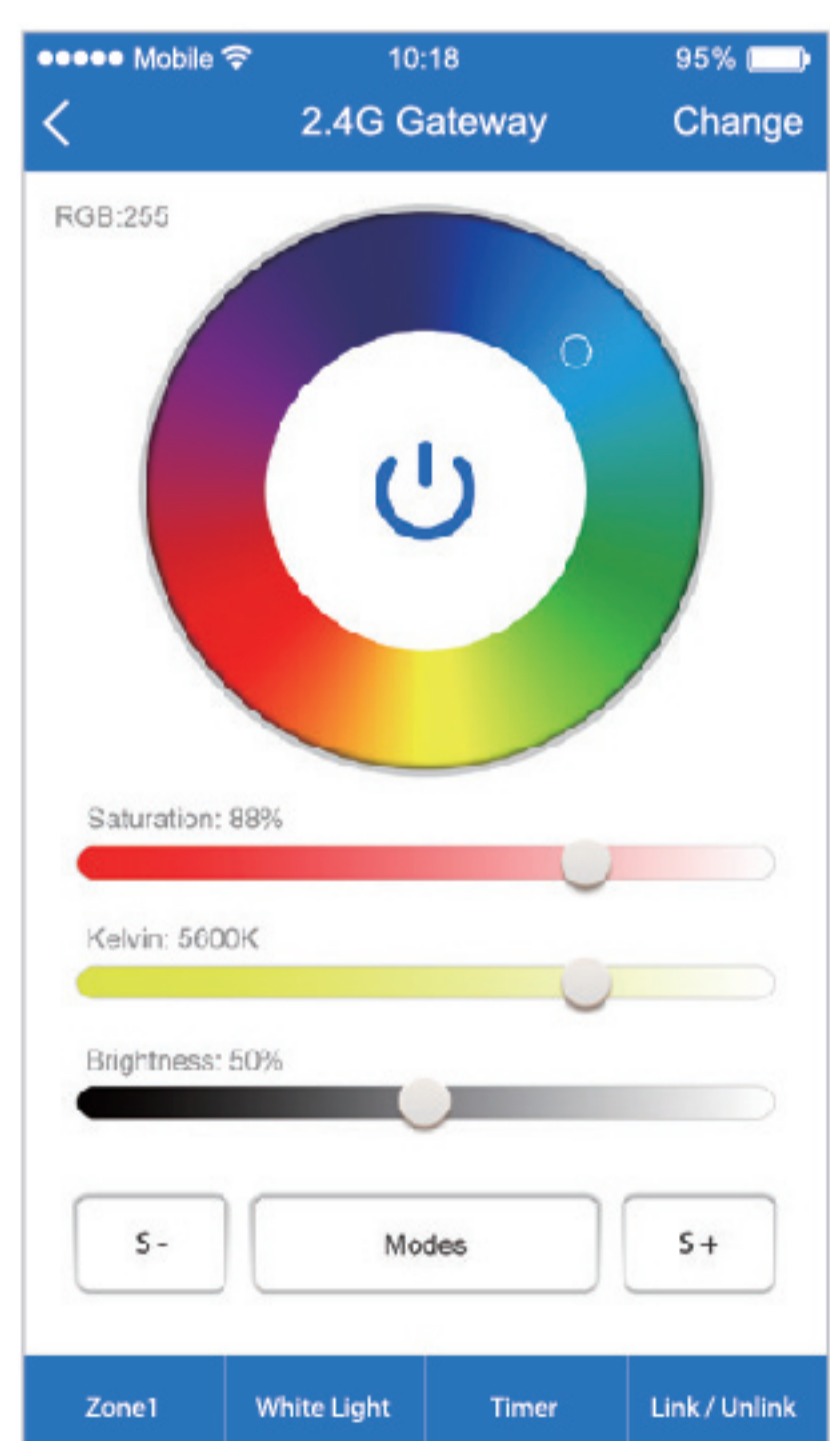 Mobile 10:18 95%
2.4G Gateway Change
RGB:255
Saturation: 88%
Kelvin: 5600K
Brightness: 50%
S - Modes S +
Zone1 White Light Timer Link / Unlink